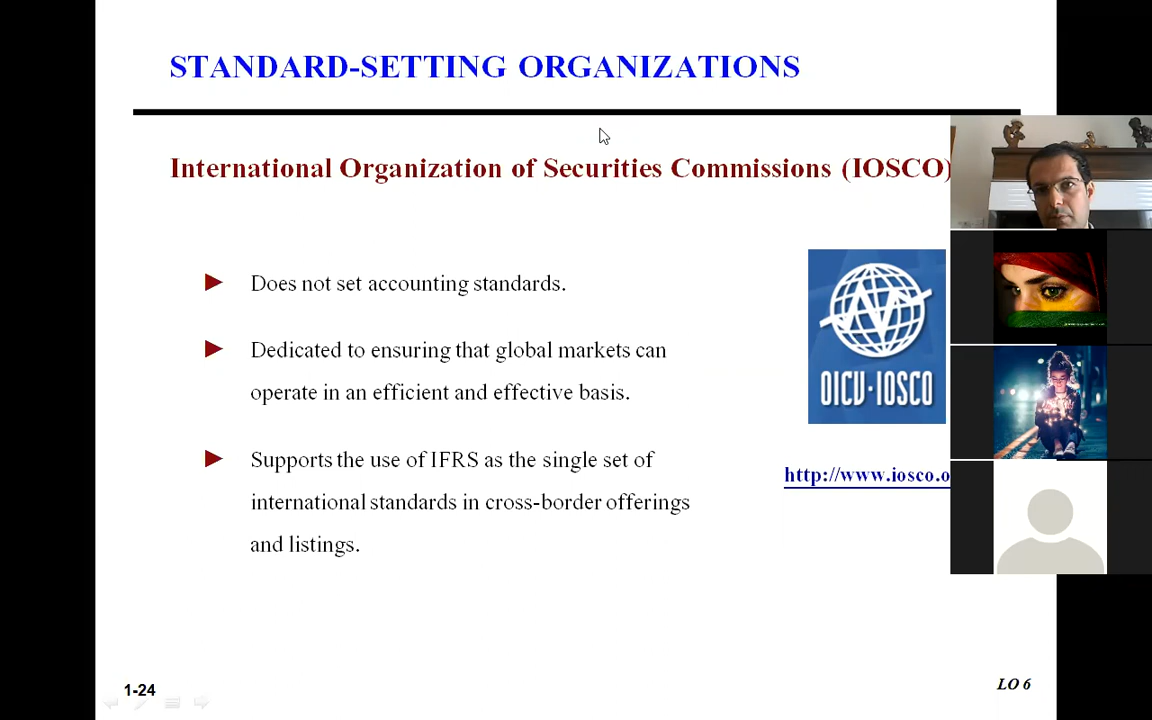 STANDARD-SETTING ORGANIZATIONS
International Organization of Securities Commissions (IOSCO)
Does not set accounting standards.
Dedicated to ensuring that global markets can
operate in an efficient and effective basis.
OICU·IOSCO
Supports the use of IFRS as the single set of
http://www.iosco.o
international standards in cross-border offerings
and listings.
1-24
LO 6